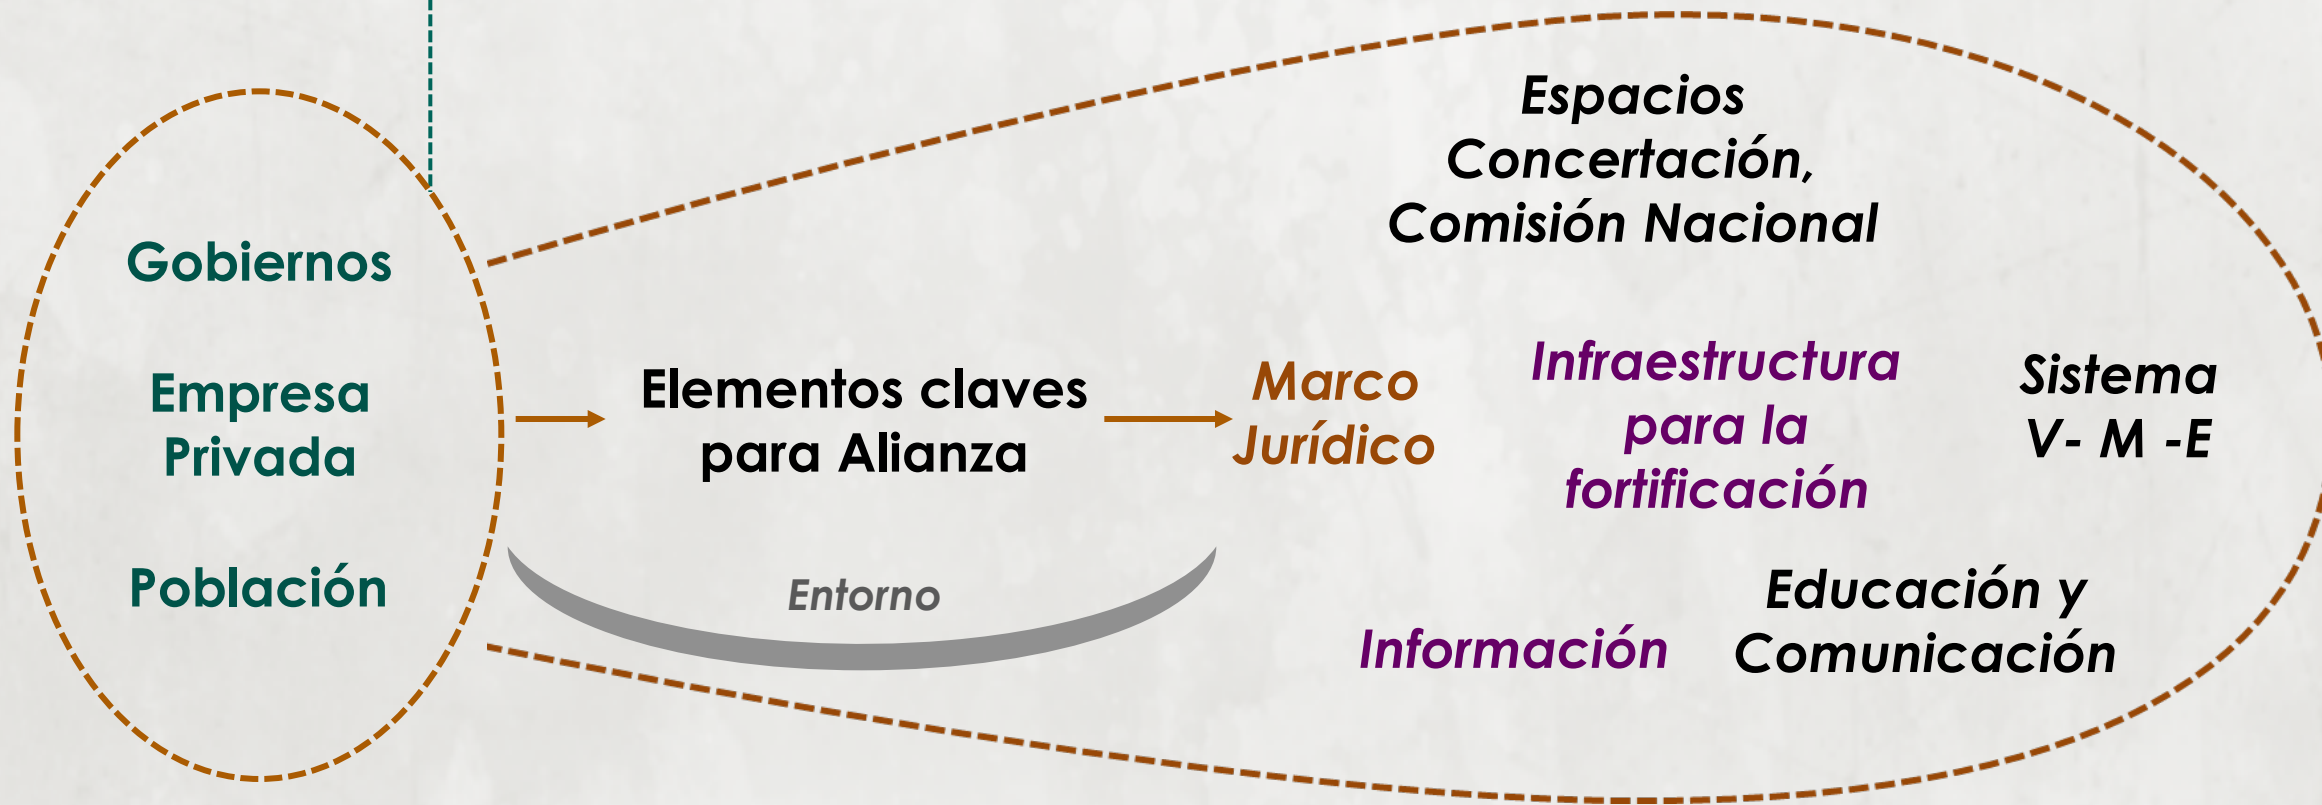 Gobiernos
Empresa
Privada
Población
Elementos claves
para Alianza
Entorno
Espacios
Concertación,
Comisión Nacional
Marco
Jurídico
Infraestructura
para la
fortificación
Sistema
V- M -E
Información
Educación y
Comunicación